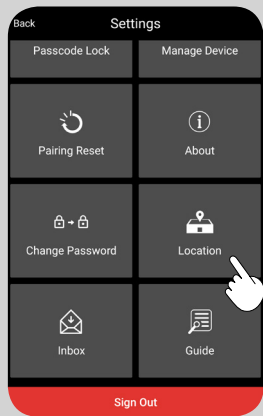 Back Settings
Passcode Lock Manage Device
Pairing Reset About
Change Password Location
Inbox Guide
Sign Out